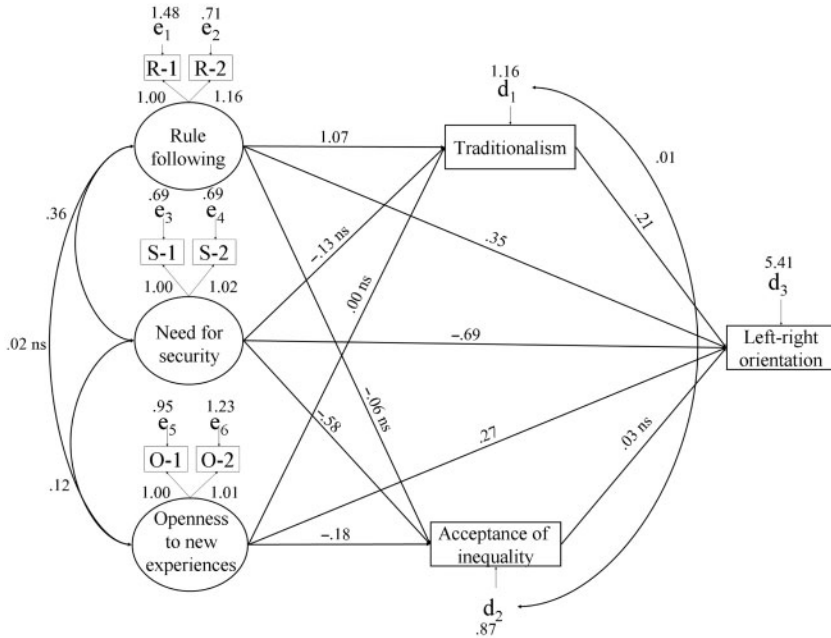 1.48
.71
e1
e2
R-1
R-2
1.00
1.16
Rule
following
1.16
d1
1.07
Traditionalism
.01
.36
.69
.69
e3
e4
S-1
S-2
1.00
1.02
–.13 ns
.00 ns
.35
.21
5.41
d3
Need for
security
–.69
Left-right
orientation
.02 ns
.95
1.23
e5
e6
O-1
O-2
1.00
1.01
–.58
–.06 ns
.27
.03 ns
.12
Openness
to new
experiences
–.18
Acceptance of
inequality
d2
.87